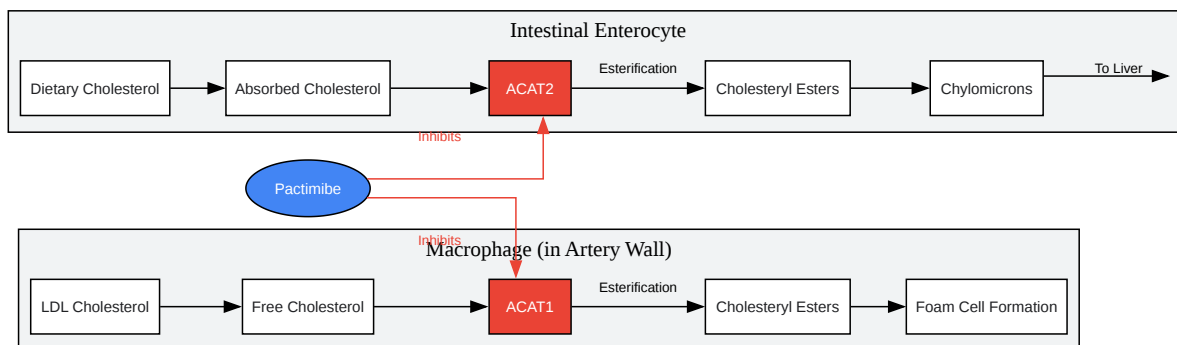 Intestinal Enterocyte
Dietary Cholesterol
Absorbed Cholesterol
ACAT2
Esterification
Cholesteryl Esters
Chylomicrons
To Liver
Inhibits
Pactimibe
Inhibits
Macrophage (in Artery Wall)
LDL Cholesterol
Free Cholesterol
ACAT1
Esterification
Cholesteryl Esters
Foam Cell Formation